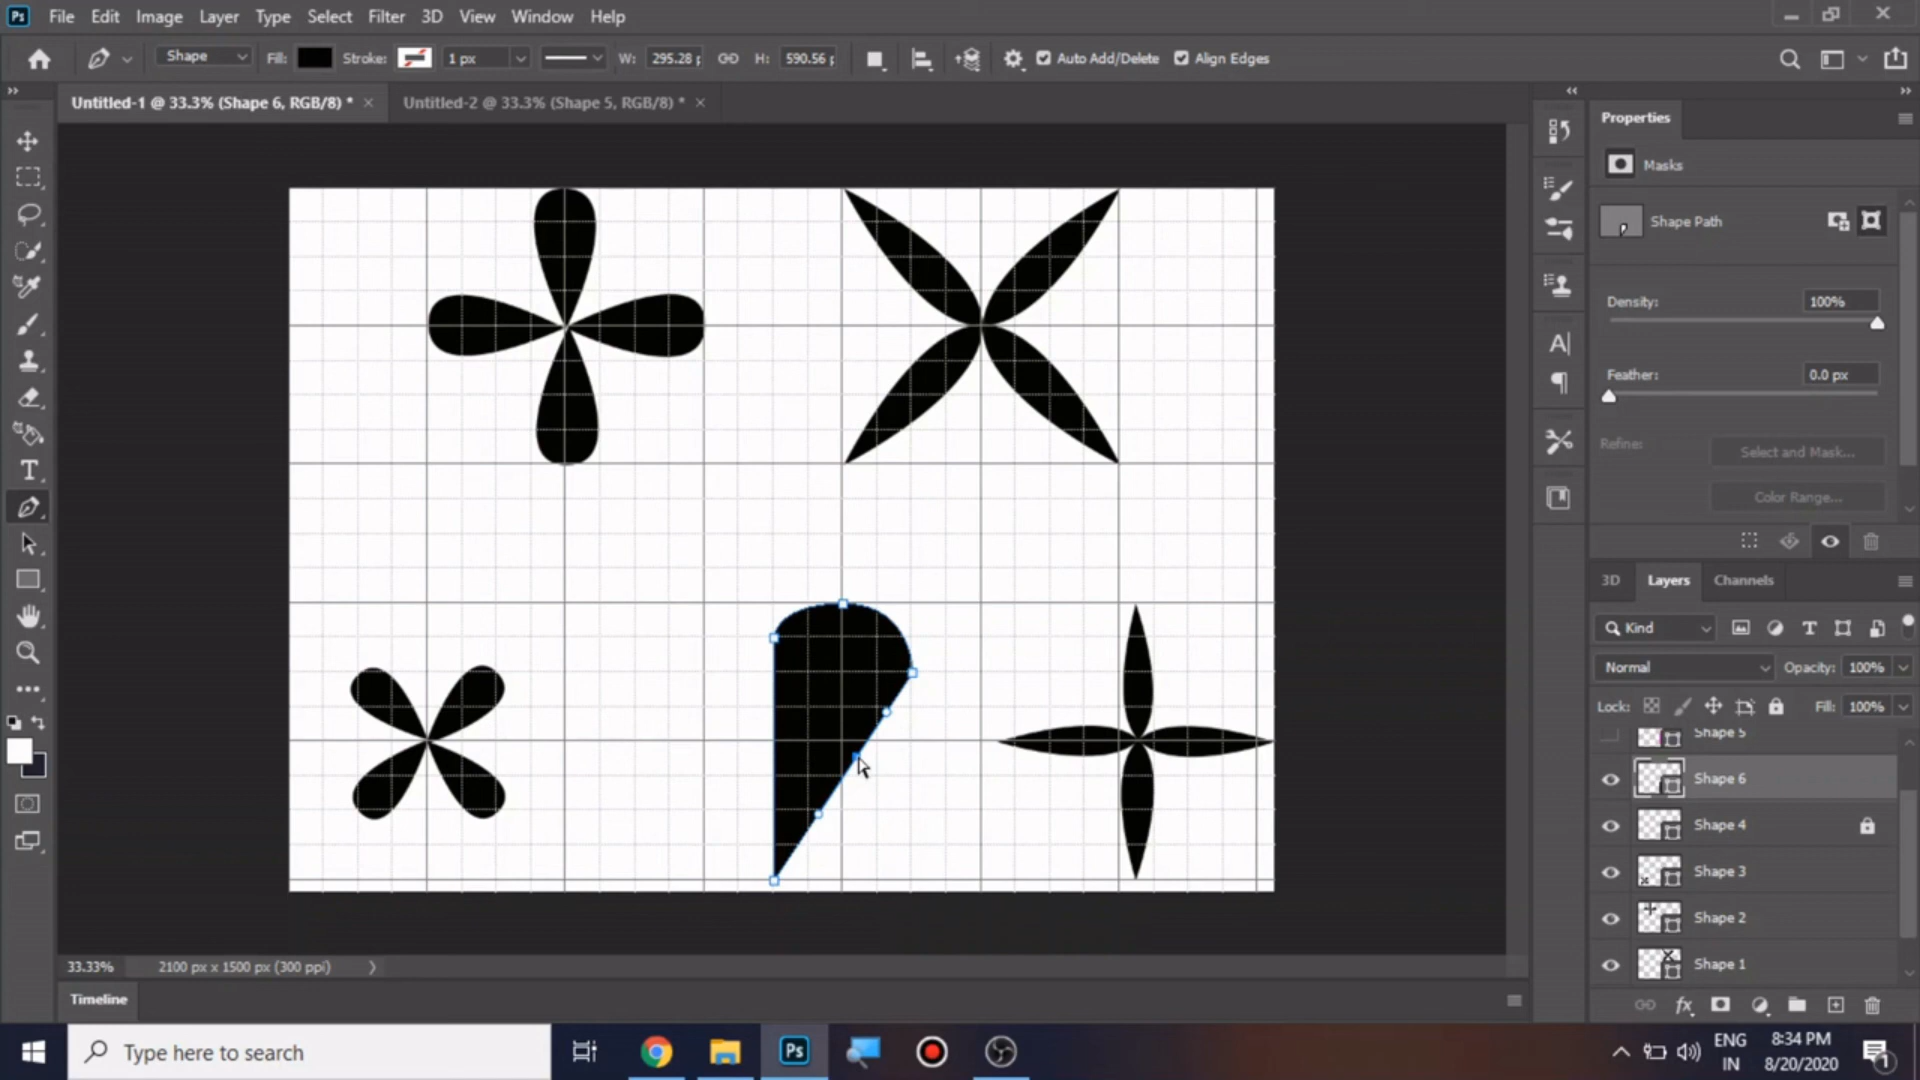 Ps File Edit Image Layer Type Select Filter 3D View Window Help
Shape Fill: Stroke: 1 px W: 295.28 H: 590.56 Auto Add/Delete Align Edges
Untitled-1 @ 33.3% (Shape 6, RGB/8) * × Untitled-2 @ 33.3% (Shape 5, RGB/8) * ×
Properties
Masks
Shape Path
Density: 100%
Feather: 0.0 px
Refine: Select and Mask...
Color Range...
3D Layers Channels
Kind
Normal Opacity: 100%
Lock: Fill: 100%
Shape 5
Shape 6
Shape 4
Shape 3
Shape 2
Shape 1
33.33% 2100 px x 1500 px (300 ppi)
Timeline
Type here to search
Ps
ENG
IN
8:34 PM
8/20/2020
1